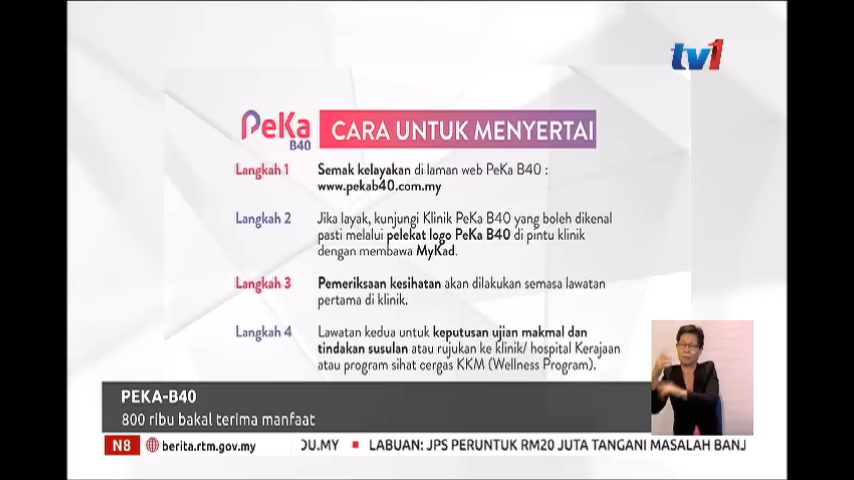 tv1
PeKa B40
CARA UNTUK MENYERTAI
Langkah 1
Semak kelayakan di laman web PeKa B40 :
www.pekab40.com.my
Langkah 2
Jika layak, kunjungi Klinik PeKa B40 yang boleh dikenal
pasti melalui pelekat logo PeKa B40 di pintu klinik
dengan membawa MyKad.
Langkah 3
Pemeriksaan kesihatan akan dilakukan semasa lawatan
pertama di klinik.
Langkah 4
Lawatan kedua untuk keputusan ujian makmal dan
tindakan susulan atau rujukan ke klinik/ hospital Kerajaan
atau program sihat cergas KKM (Wellness Program).
PEKA-B40
800 ribu bakal terima manfaat
N8 berita.rtm.gov.my OU.MY ■ LABUAN: JPS PERUNTUK RM20 JUTA TANGANI MASALAH BANJ